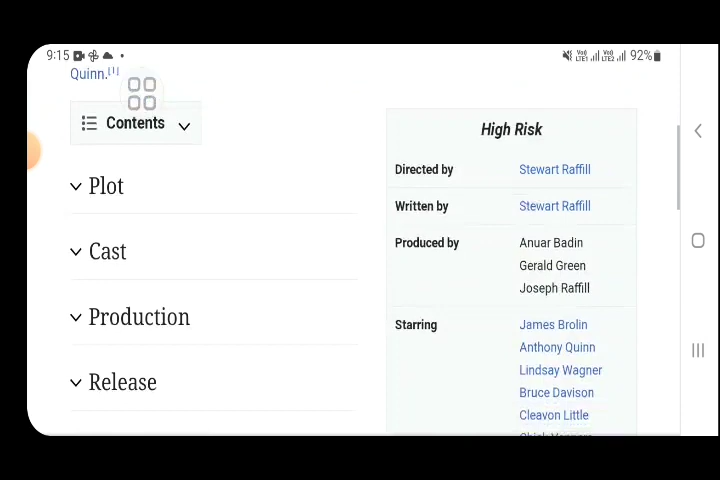 9:15
LTE1 LTE2 92%
Quinn.[1]
Contents
Plot
Cast
Production
Release
High Risk
Directed by Stewart Raffill
Written by Stewart Raffill
Produced by Anuar Badin
Gerald Green
Joseph Raffill
Starring James Brolin
Anthony Quinn
Lindsay Wagner
Bruce Davison
Cleavon Little